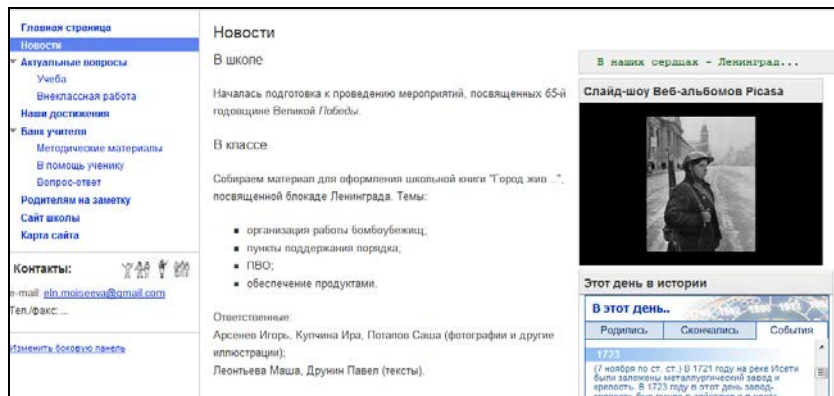 Главная страница
Новости
Актуальные вопросы
Учеба
Внеклассная работа
Наши достижения
Банк учителя
Методические материалы
В помощь ученику
Вопрос-ответ
Родителям на заметку
Сайт школы
Карта сайта
Контакты:
e-mail: eln.moiseeva@gmail.com
Тел./факс: ...
Изменить боковую панель
Новости
В школе
Началась подготовка к проведению мероприятий, посвященных 65-й
годовщине Великой Победы.
В классе
Собираем материал для оформления школьной книги "Город жив...",
посвященной блокаде Ленинграда. Темы:
организация работы бомбоубежищ;
пункты поддержания порядка;
ПВО;
обеспечение продуктами.
Ответственные:
Арсенев Игорь, Купчина Ира, Потапов Саша (фотографии и другие
иллюстрации);
Леонтьева Маша, Друнин Павел (тексты).
В наших сердцах - Ленинград...
Слайд-шоу Веб-альбомов Picasa
Этот день в истории
В этот день..
Родились Скончались События
1723
(7 ноября по ст. ст.) В 1721 году на реке Исети
были заложены металлургический завод и
крепость. В 1723 году в этот день завод-